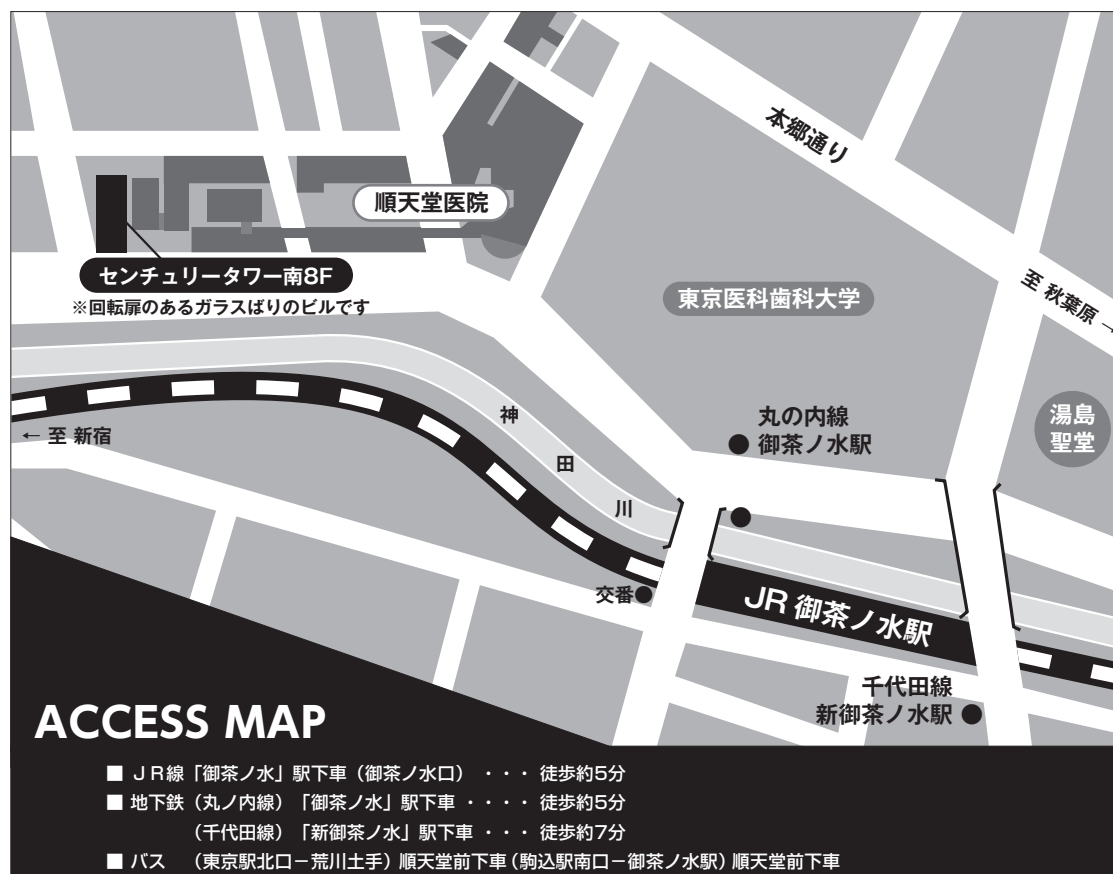 本郷通り
順天堂医院
センチュリータワー南8F
※回転扉のあるガラスばりのビルです
東京医科歯科大学
至 秋葉原 →
湯島
聖堂
丸の内線
● 御茶ノ水駅
← 至 新宿
神
田
川
交番●
JR 御茶ノ水駅
千代田線
新御茶ノ水駅 ●
ACCESS MAP
■ ＪＲ線「御茶ノ水」駅下車（御茶ノ水口） ・・・ 徒歩約5分
■ 地下鉄（丸ノ内線）「御茶ノ水」駅下車 ・・・・ 徒歩約5分
（千代田線）「新御茶ノ水」駅下車 ・・・ 徒歩約7分
■ バス （東京駅北口－荒川土手）順天堂前下車（駒込駅南口－御茶ノ水駅）順天堂前下車